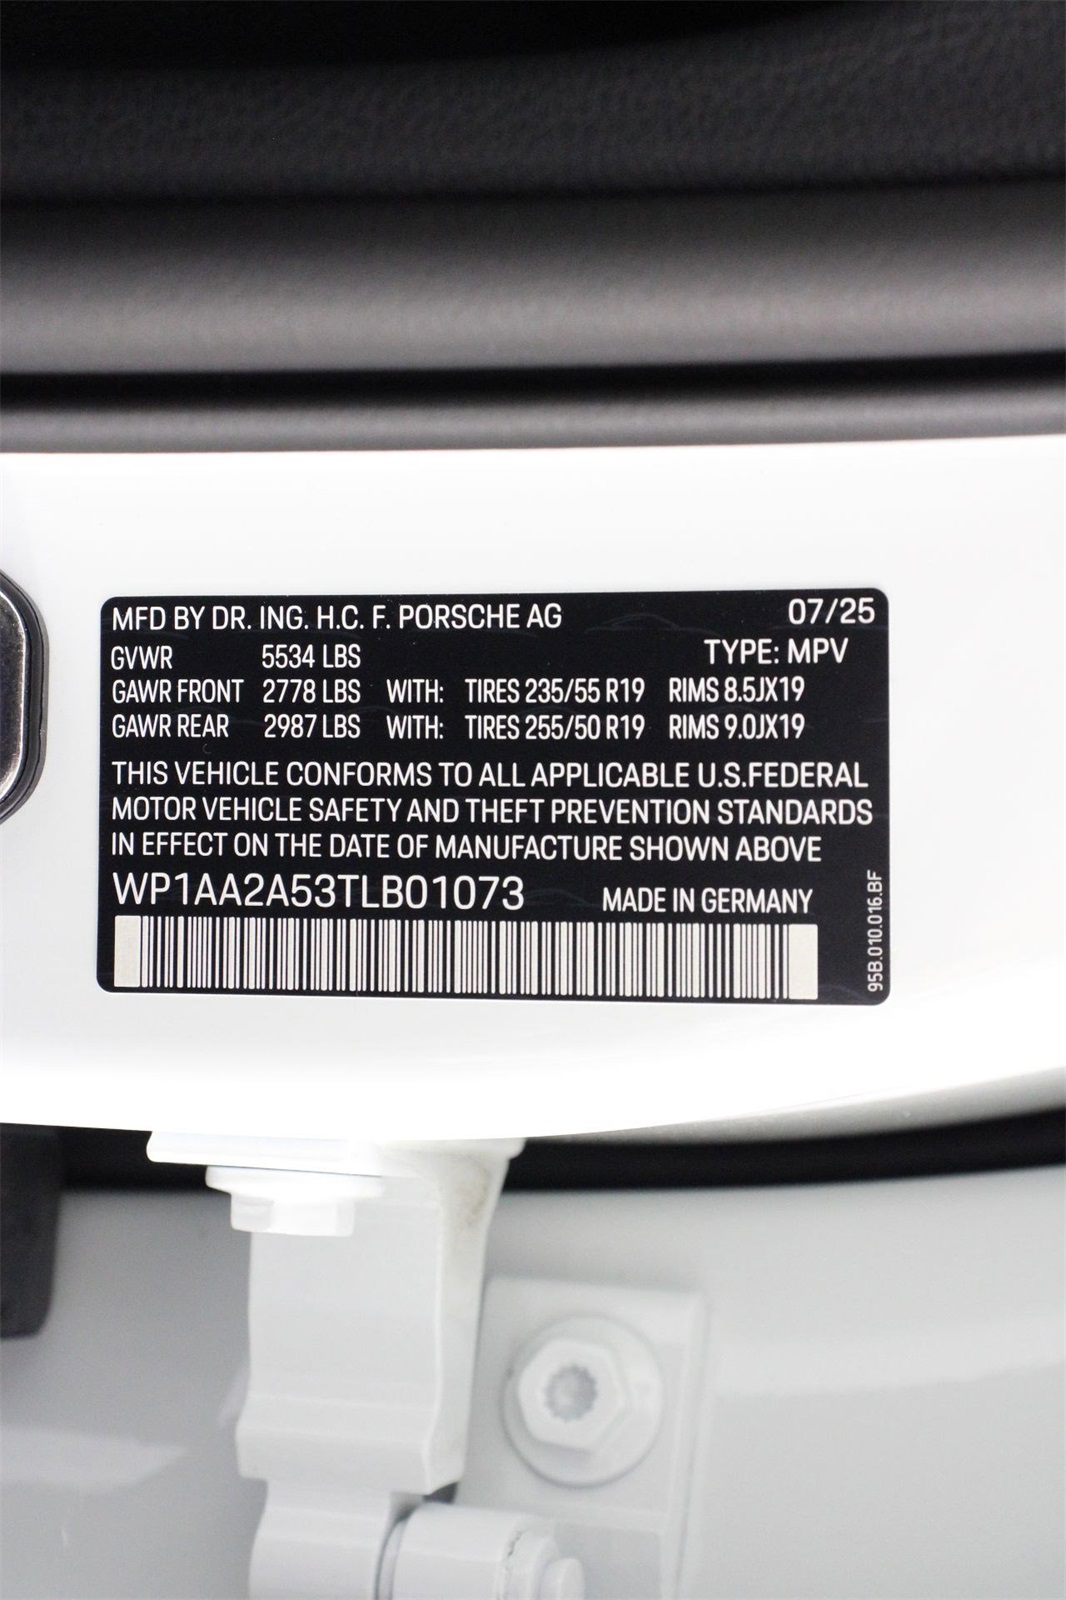 MFD BY DR. ING. H.C. F. PORSCHE AG 07/25
TYPE: MPV
GVWR 5534 LBS
GAWR FRONT 2778 LBS WITH: TIRES 235/55 R19 RIMS 8.5JX19
GAWR REAR 2987 LBS WITH: TIRES 255/50 R19 RIMS 9.0JX19
THIS VEHICLE CONFORMS TO ALL APPLICABLE U.S.FEDERAL
MOTOR VEHICLE SAFETY AND THEFT PREVENTION STANDARDS
IN EFFECT ON THE DATE OF MANUFACTURE SHOWN ABOVE
WP1AA2A53TLB01073 MADE IN GERMANY
95B.010.016.BF